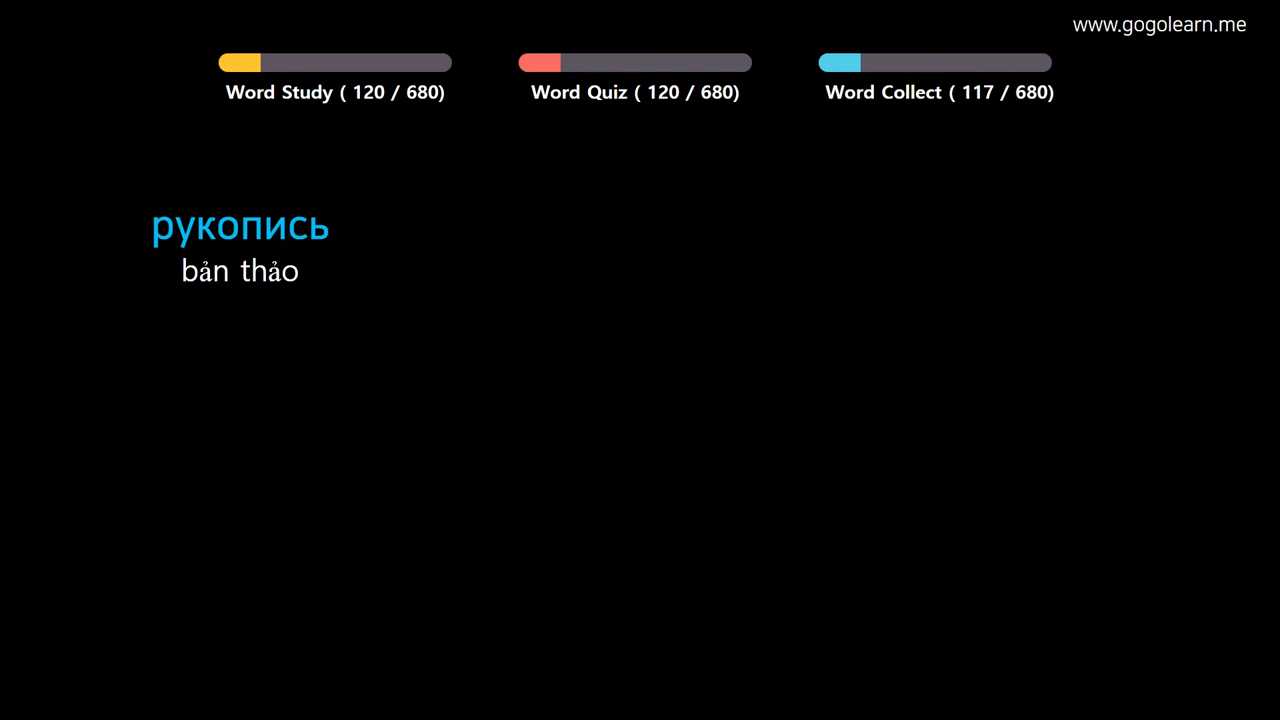 www.gogolearn.me
Word Study ( 120 / 680)
Word Quiz ( 120 / 680)
Word Collect ( 117 / 680)
рукопись
bản thảo